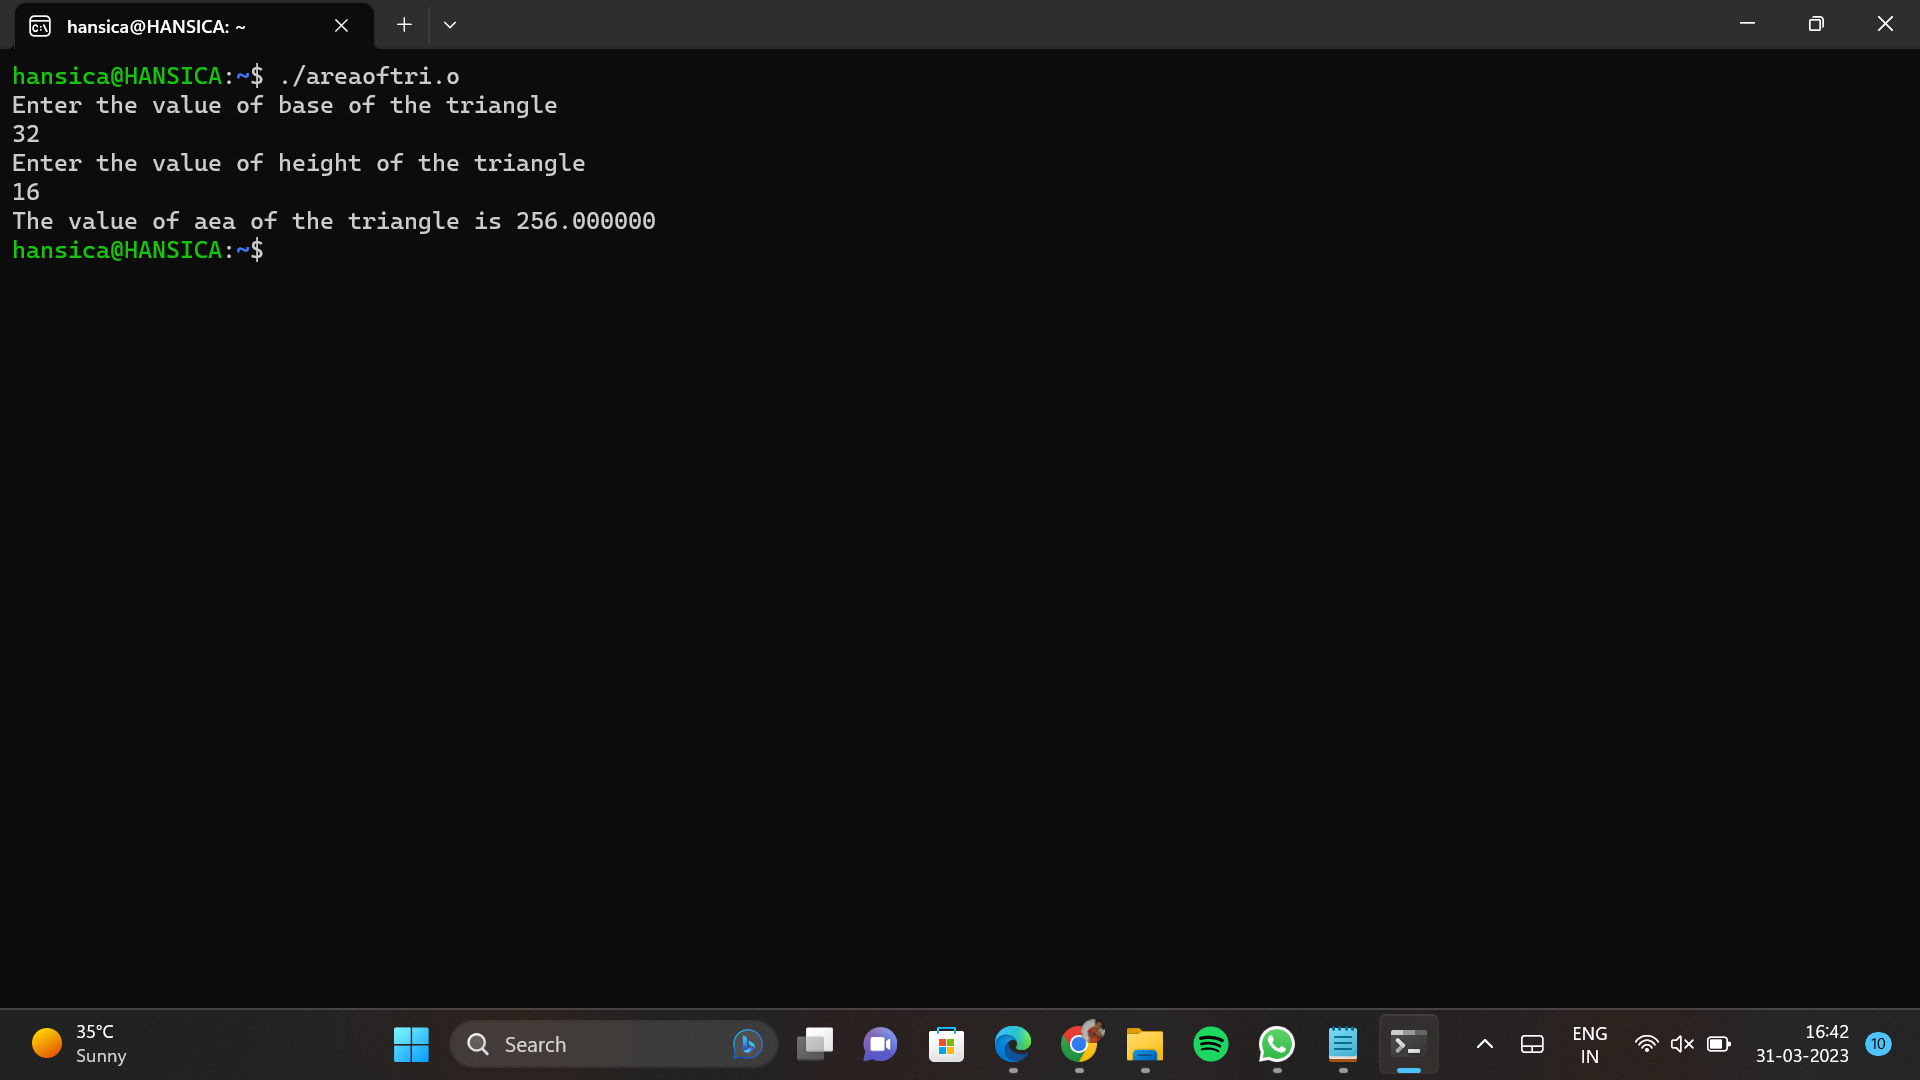 hansica@HANSICA: ~
hansica@HANSICA:~$ ./areaoftri.o
Enter the value of base of the triangle
32
Enter the value of height of the triangle
16
The value of aea of the triangle is 256.000000
hansica@HANSICA:~$
35°C
Sunny
Search
ENG
IN
16:42
31-03-2023
10